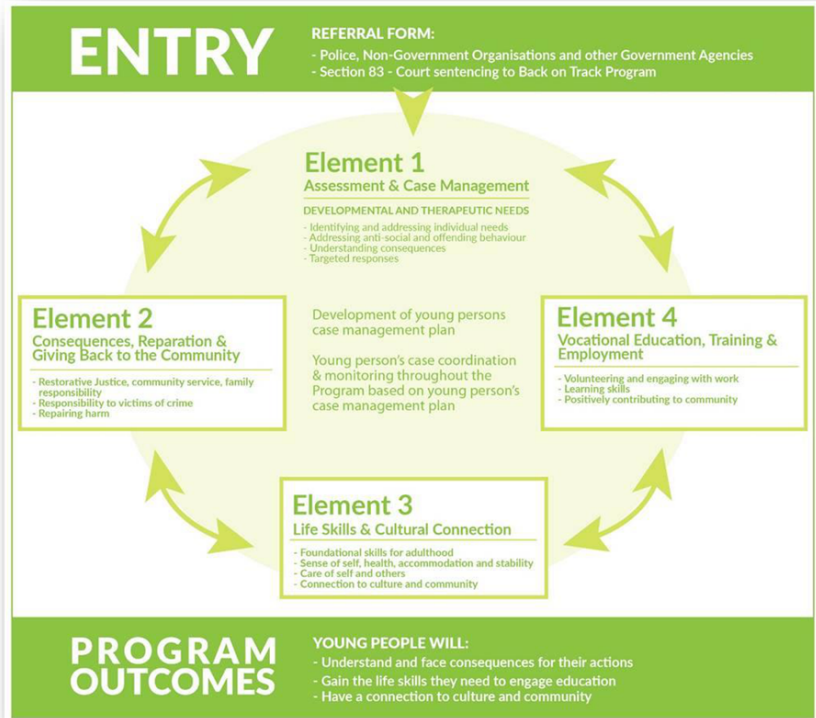 ENTRY
REFERRAL FORM:
- Police, Non-Government Organisations and other Government Agencies
- Section 83 - Court sentencing to Back on Track Program
Element 1
Assessment & Case Management
DEVELOPMENTAL AND THERAPEUTIC NEEDS
- Identifying and addressing individual needs
- Addressing anti-social and offending behaviour
- Understanding consequences
- Targeted responses
Development of young persons
case management plan
Young person's case coordination
& monitoring throughout the
Program based on young person's
case management plan
Element 2
Consequences, Reparation &
Giving Back to the Community
- Restorative Justice, community service, family
responsibility
- Responsibility to victims of crime
- Repairing harm
Element 4
Vocational Education, Training &
Employment
- Volunteering and engaging with work
- Learning skills
- Positively contributing to community
Element 3
Life Skills & Cultural Connection
- Foundational skills for adulthood
- Sense of self, health, accommodation and stability
- Care of self and others
- Connection to culture and community
PROGRAM
OUTCOMES
YOUNG PEOPLE WILL:
- Understand and face consequences for their actions
- Gain the life skills they need to engage education
- Have a connection to culture and community